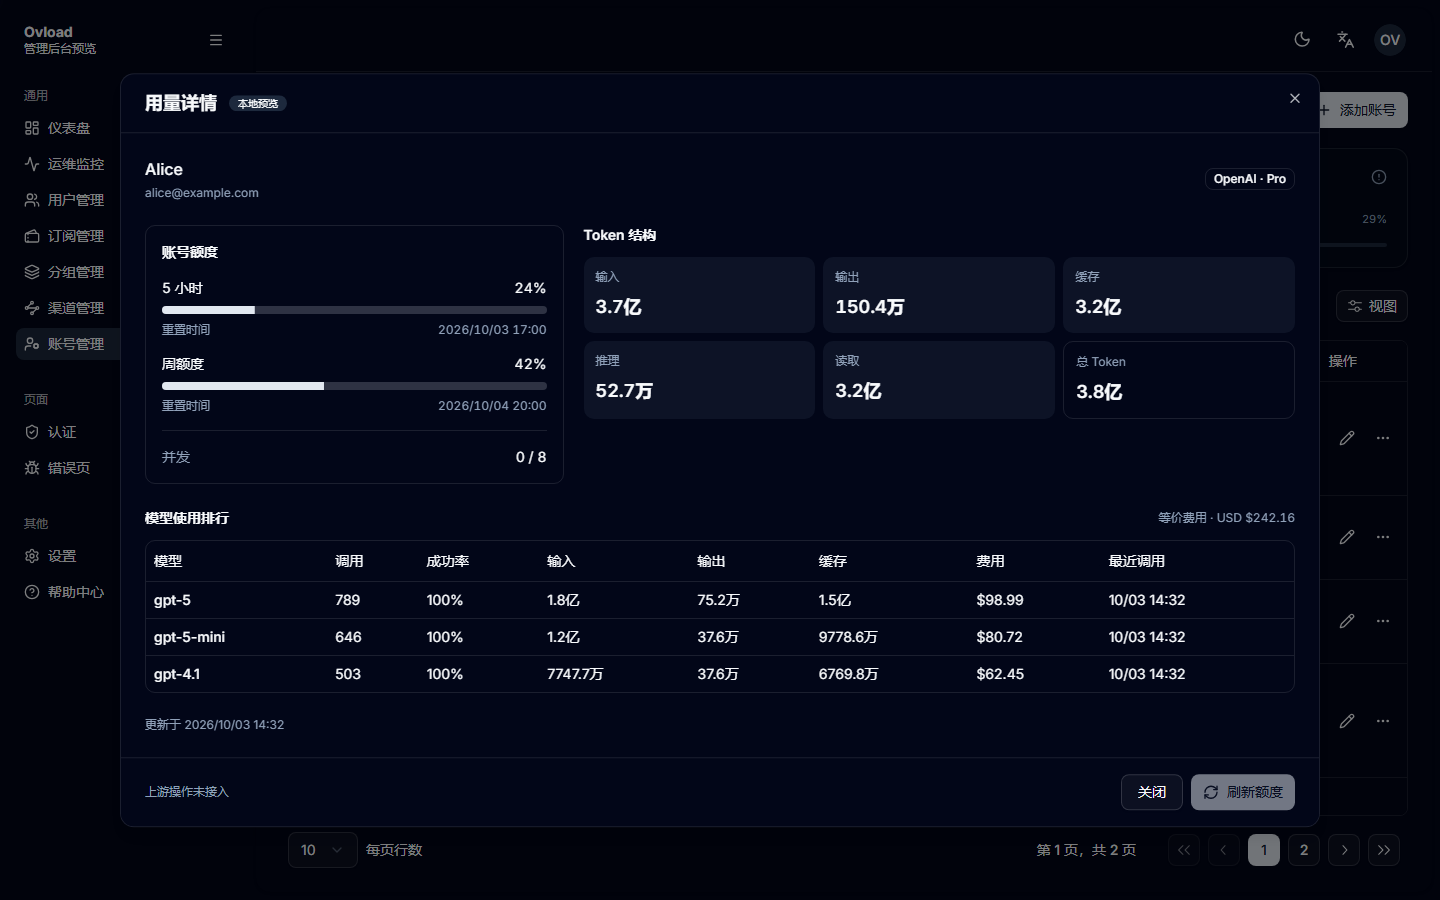 Ovload
管理后台预览
OV
通用
仪表盘
运维监控
用户管理
订阅管理
分组管理
渠道管理
账号管理
页面
认证
错误页
其他
设置
帮助中心
添加账号
29%
视图
操作
用量详情 本地预览
Alice
alice@example.com
OpenAI · Pro
账号额度
5 小时 24%
重置时间 2026/10/03 17:00
周额度 42%
重置时间 2026/10/04 20:00
并发 0 / 8
Token 结构
输入 输出 缓存
3.7亿 150.4万 3.2亿
推理 读取 总 Token
52.7万 3.2亿 3.8亿
模型使用排行 等价费用 · USD $242.16
模型 调用 成功率 输入 输出 缓存 费用 最近调用
gpt-5 789 100% 1.8亿 75.2万 1.5亿 $98.99 10/03 14:32
gpt-5-mini 646 100% 1.2亿 37.6万 9778.6万 $80.72 10/03 14:32
gpt-4.1 503 100% 7747.7万 37.6万 6769.8万 $62.45 10/03 14:32
更新于 2026/10/03 14:32
上游操作未接入 关闭 刷新额度
10 每页行数 第 1 页，共 2 页 1 2